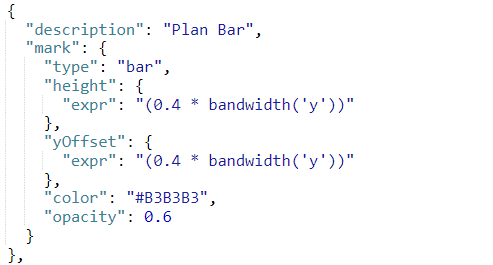 {
  "description": "Plan Bar",
  "mark": {
    "type": "bar",
    "height": {
      "expr": "(0.4 * bandwidth('y'))"
    },
    "yOffset": {
      "expr": "(0.4 * bandwidth('y'))"
    },
    "color": "#B3B3B3",
    "opacity": 0.6
  }
},